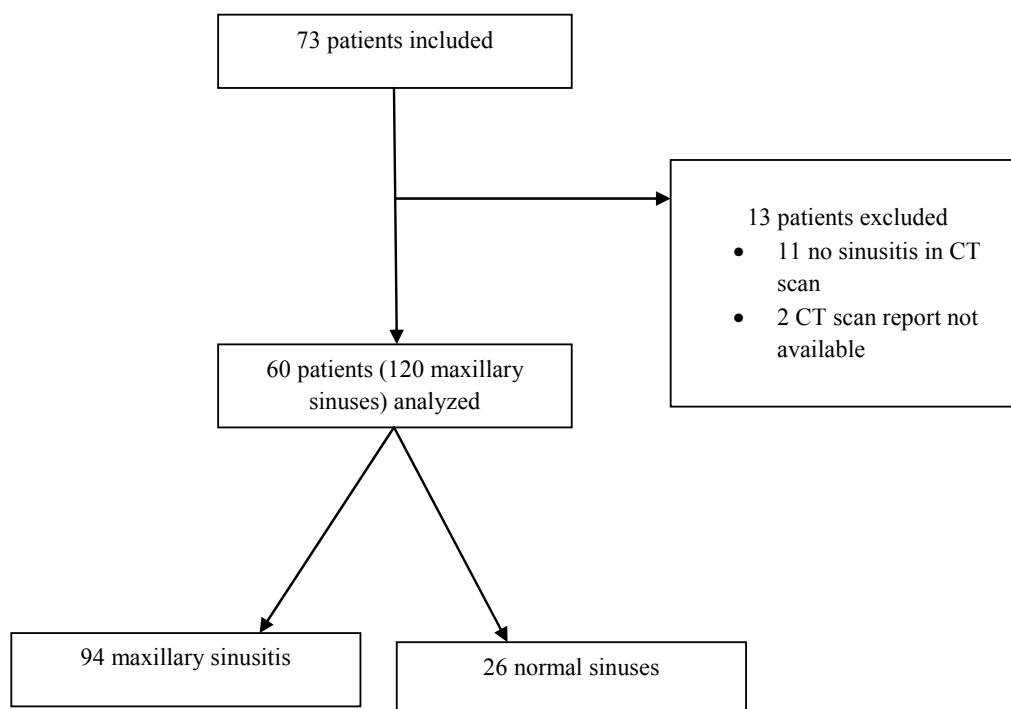 73 patients included
13 patients excluded
• 11 no sinusitis in CT
scan
• 2 CT scan report not
available
60 patients (120 maxillary
sinuses) analyzed
94 maxillary sinusitis
26 normal sinuses